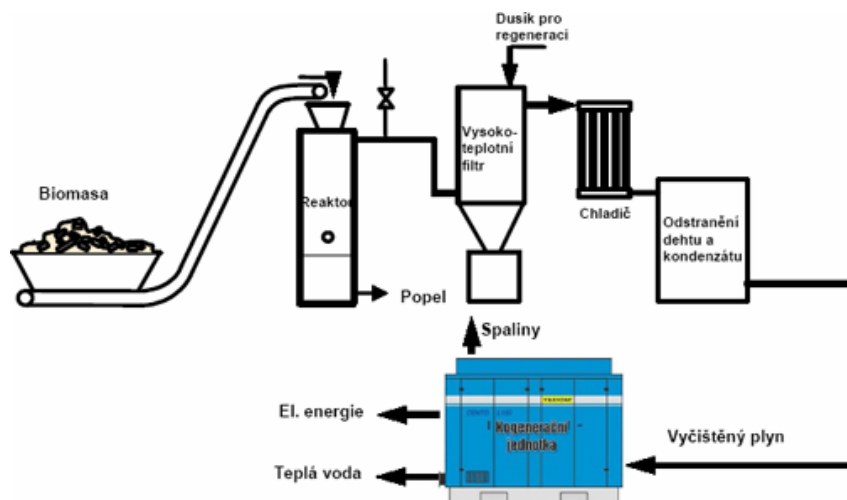 Dusík pro
regeneraci
Vysoko-
teplotní
filtr
Biomasa
Reaktor
Chladič
Odstranění
dehtu a
kondenzátu
Popel
Spaliny
El. energie
TEDOM
Kogenerační
jednotka
Vyčištěný plyn
Teplá voda